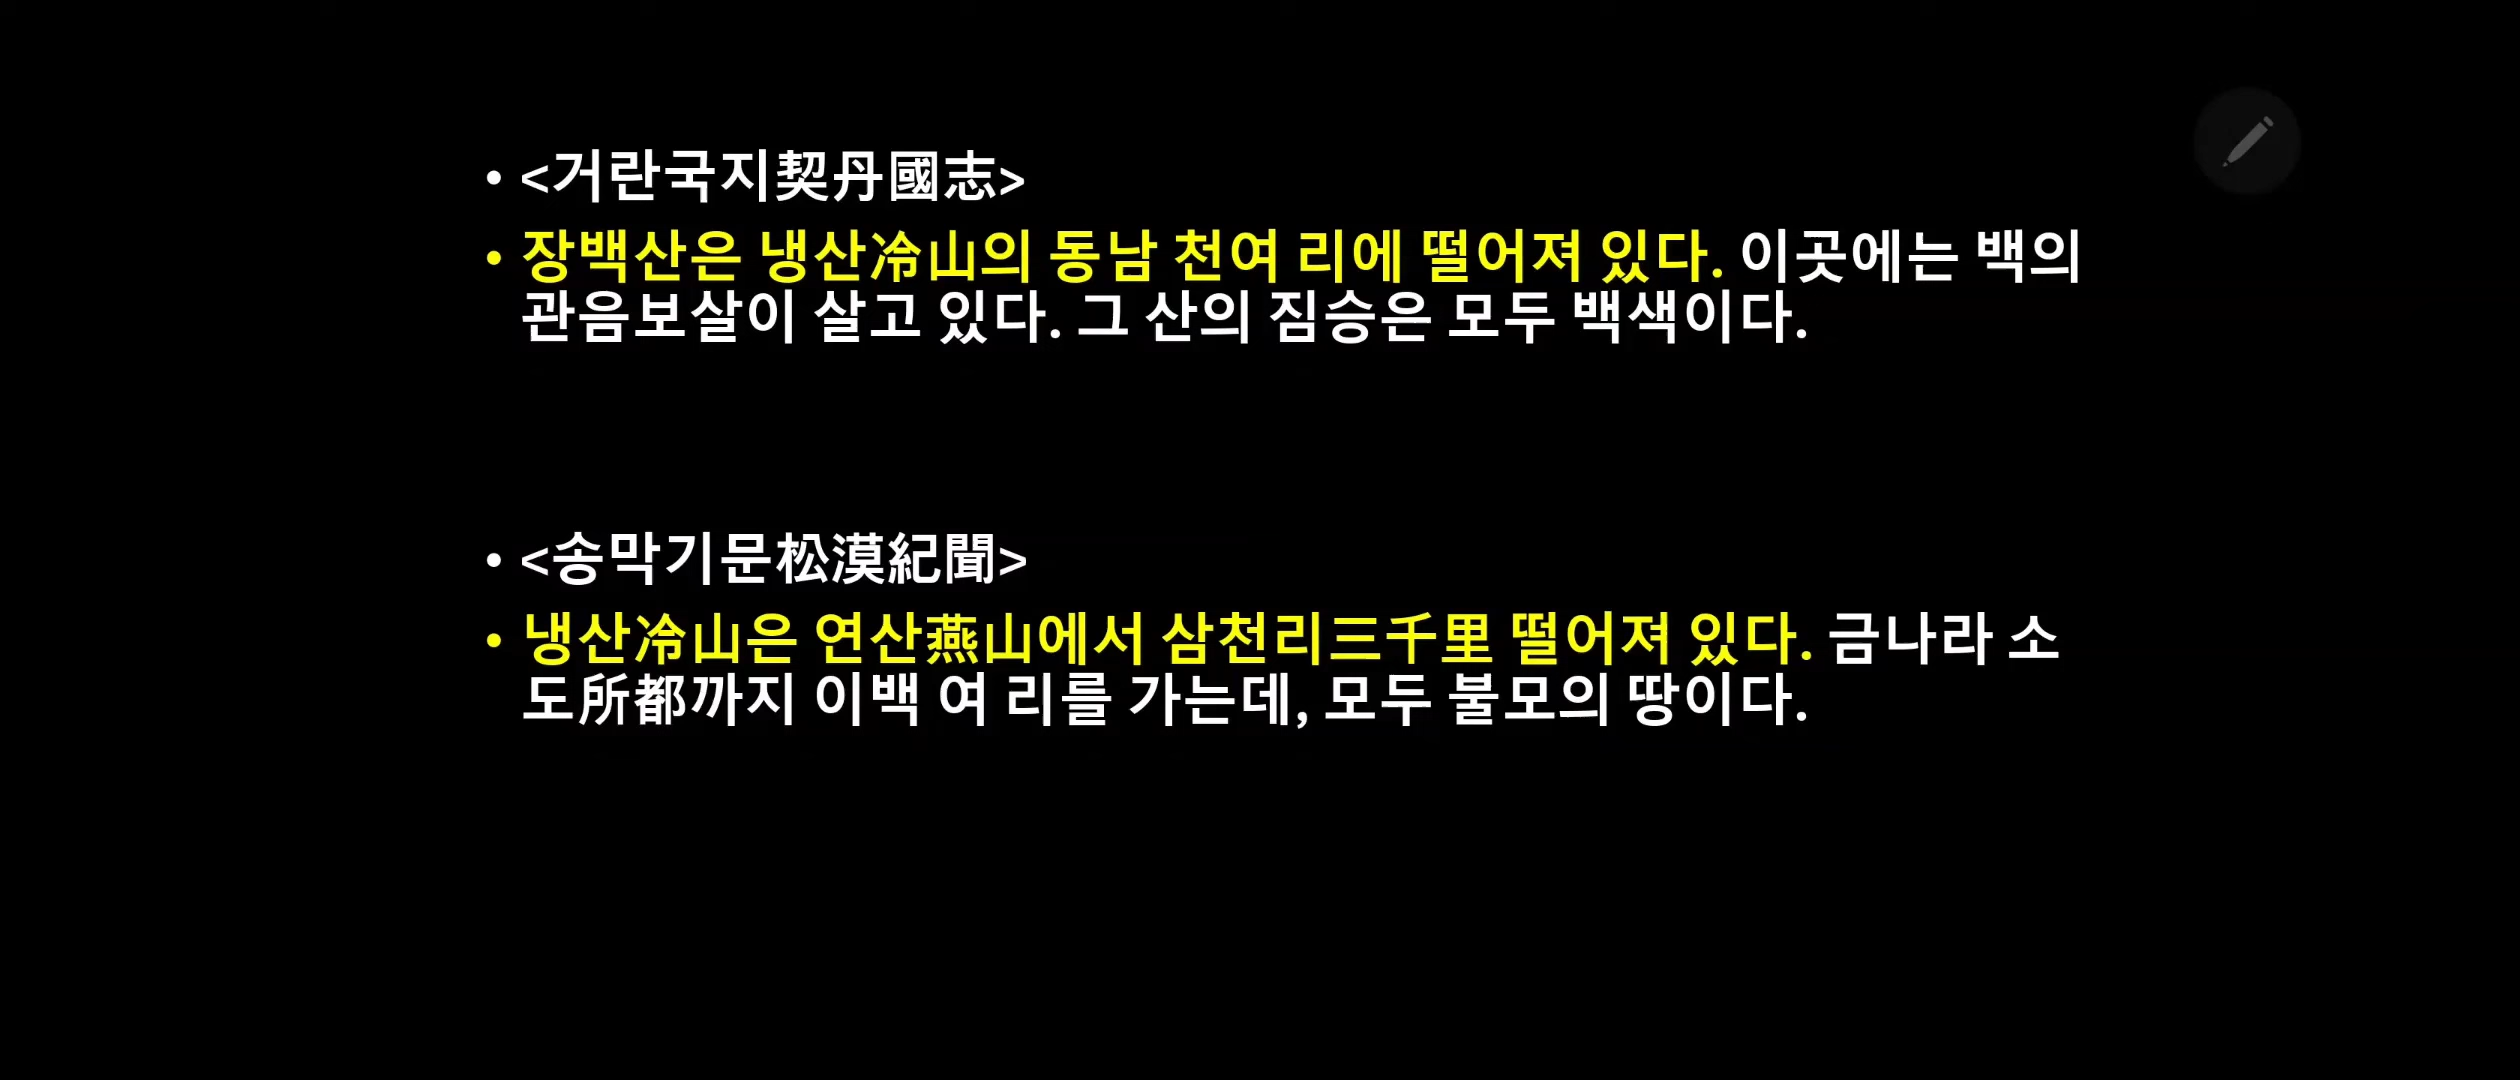 • <거란국지契丹國志>
• 장백산은 냉산冷山의 동남 천여 리에 떨어져 있다. 이곳에는 백의
관음보살이 살고 있다. 그 산의 짐승은 모두 백색이다.
• <송막기문松漠紀聞>
• 냉산冷山은 연산燕山에서 삼천리三千里 떨어져 있다. 금나라 소
도所都까지 이백 여 리를 가는데, 모두 불모의 땅이다.